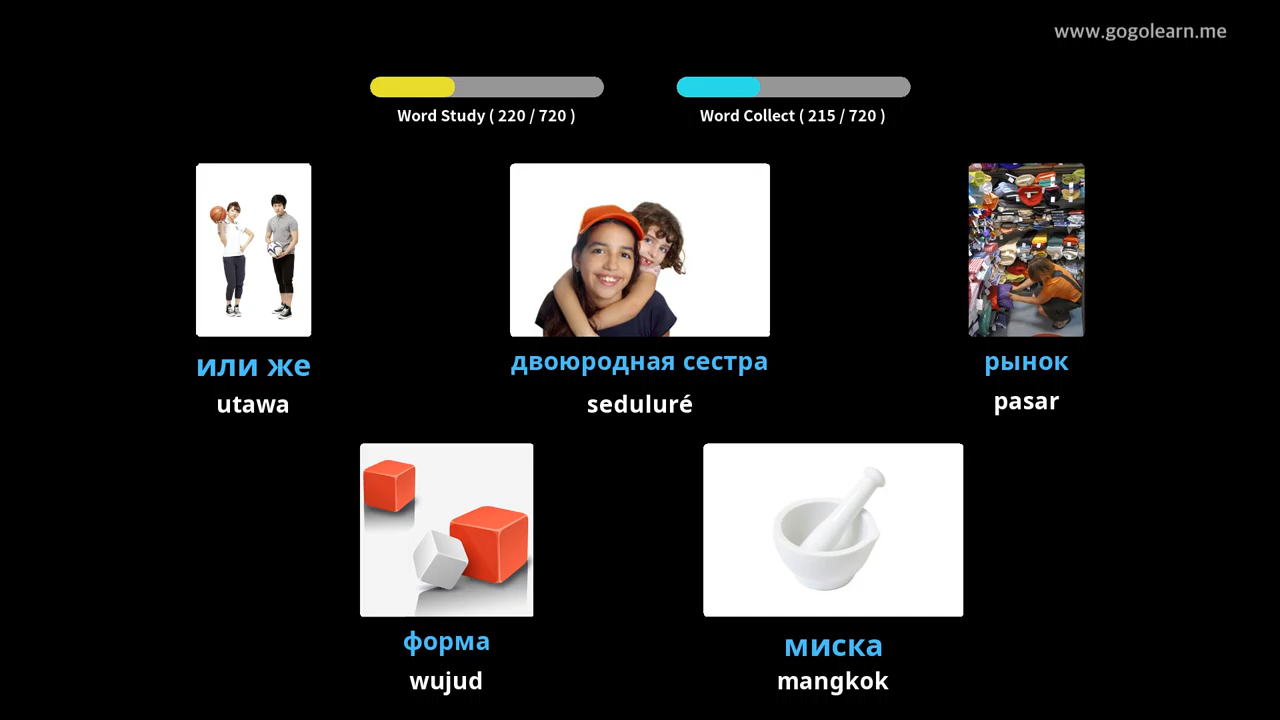 www.gogolearn.me
Word Study ( 220 / 720 )
Word Collect ( 215 / 720 )
или же
utawa
двоюродная сестра
seduluré
рынок
pasar
форма
wujud
миска
mangkok